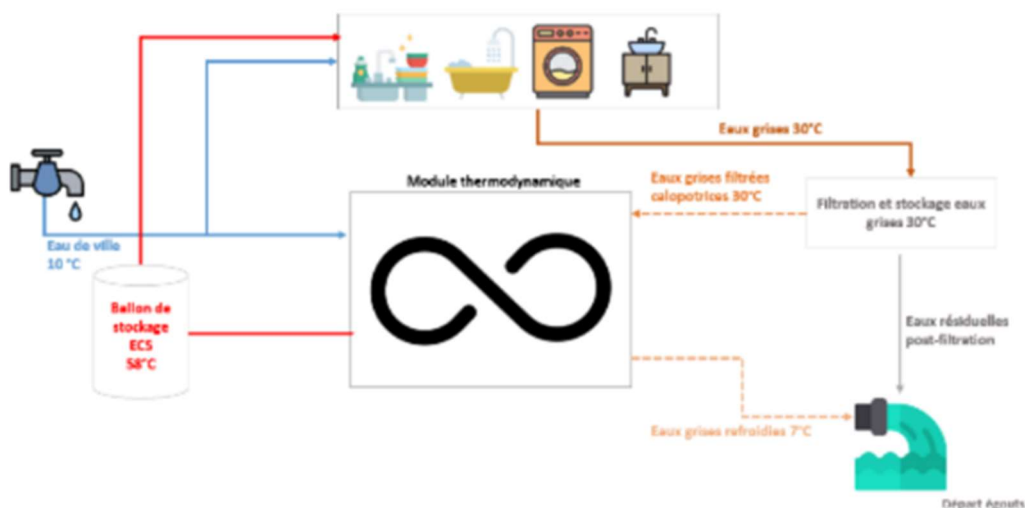 Eaux grises 30°C
Module thermodynamique
Eaux grises filtrées
calopotrices 30°C
Filtration et stockage eaux
grises 30°C
Eau de ville
10 °C
Ballon de
stockage
ECS
58°C
Eaux résiduelles
post-filtration
Eaux grises refroidies 7°C
Départ égouts